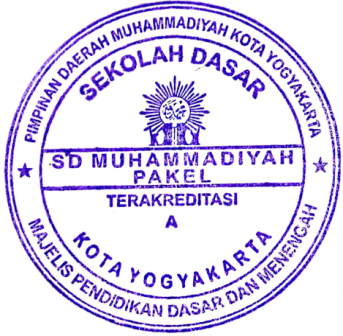 PIMPINAN DAERAH MUHAMMADIYAH KOTA YOGYAKARTA
SEKOLAH DASAR
SD MUHAMMADIYAH
PAKEL
TERAKREDITASI
A
KOTA YOGYAKARTA
MAJELIS PENDIDIKAN DASAR DAN MENENGAH